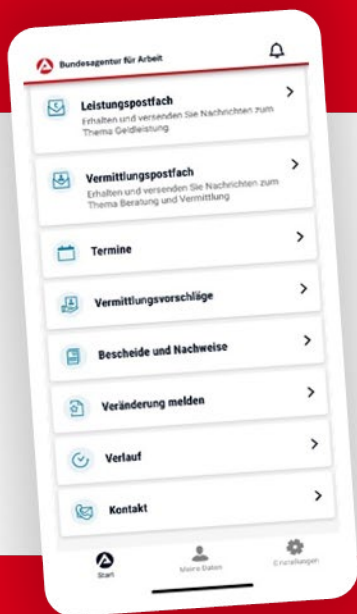 Bundesagentur für Arbeit
Leistungspostfach
Erhalten und versenden Sie Nachrichten zum
Thema Geldleistung
Vermittlungspostfach
Erhalten und versenden Sie Nachrichten zum
Thema Beratung und Vermittlung
Termine
Vermittlungsvorschläge
Bescheide und Nachweise
Veränderung melden
Verlauf
Kontakt
Start
Meine Daten
Einstellungen